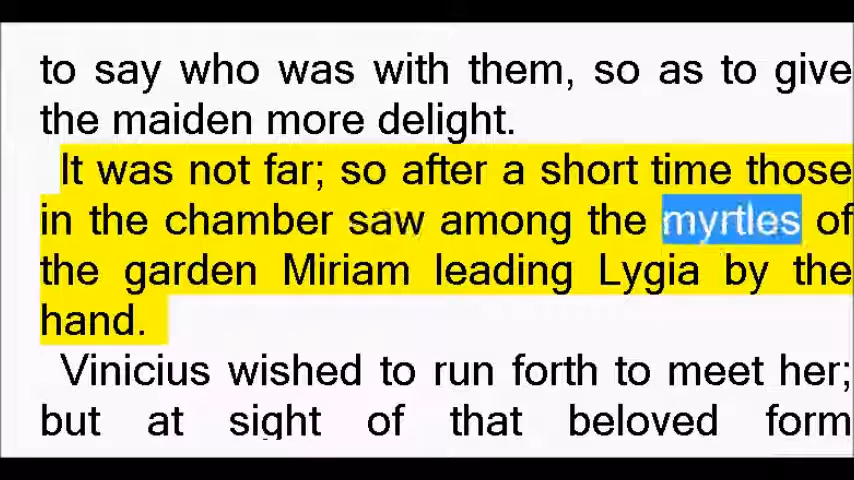 to say who was with them, so as to give
the maiden more delight.
It was not far; so after a short time those
in the chamber saw among the myrtles of
the garden Miriam leading Lygia by the
hand.
Vinicius wished to run forth to meet her;
but at sight of that beloved form